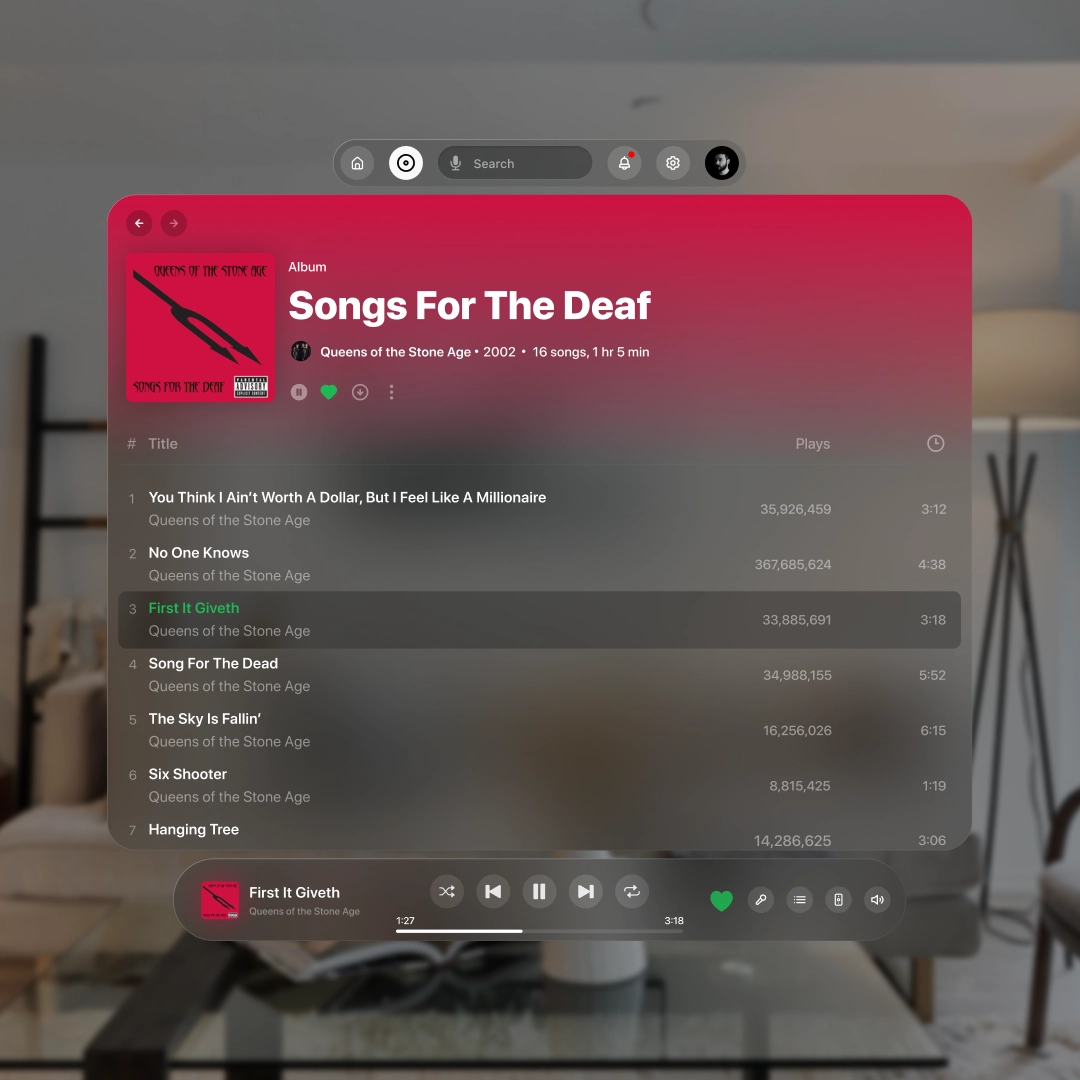 Search
QUEENS OF THE STONE AGE
SONGS FOR THE DEAF
PARENTAL
ADVISORY
EXPLICIT CONTENT
Album
Songs For The Deaf
Queens of the Stone Age • 2002 • 16 songs, 1 hr 5 min
# Title Plays
1 You Think I Ain’t Worth A Dollar, But I Feel Like A Millionaire
Queens of the Stone Age
35,926,459 3:12
2 No One Knows
Queens of the Stone Age
367,685,624 4:38
3 First It Giveth
Queens of the Stone Age
33,885,691 3:18
4 Song For The Dead
Queens of the Stone Age
34,988,155 5:52
5 The Sky Is Fallin’
Queens of the Stone Age
16,256,026 6:15
6 Six Shooter
Queens of the Stone Age
8,815,425 1:19
7 Hanging Tree
14,286,625 3:06
First It Giveth
Queens of the Stone Age
1:27 3:18